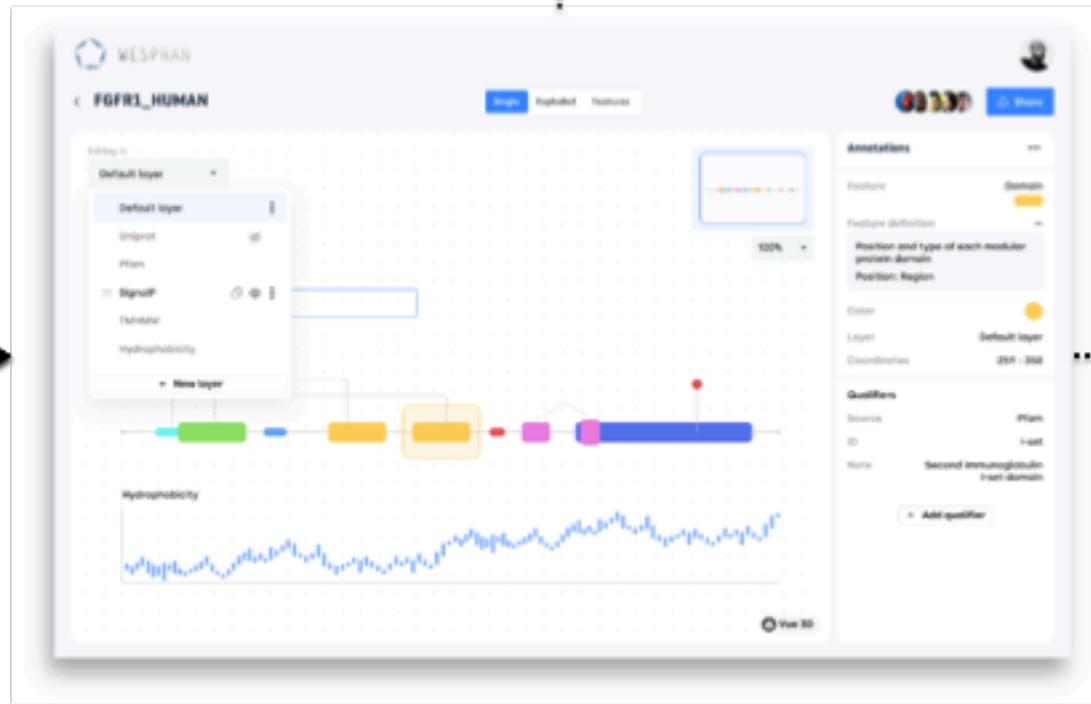 WESPHAN
FGFR1_HUMAN
Single Exploded Features
Share
Editing in
Default layer
Default layer
Uniprot
Pfam
SignalP
TMHMM
Hydrophobicity
+ New layer
100%
Hydrophobicity
Vue 3D
Annotations
Feature Domain
Feature definition
Position and type of each modular
protein domain
Position: Region
Color
Layer Default layer
Coordinates
Qualifiers
Source Pfam
ID I-set
Note Second immunoglobulin
I-set domain
+ Add qualifier